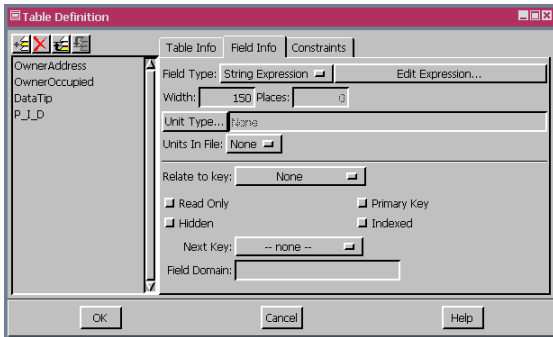 Table Definition
Table Info Field Info Constraints
OwnerAddress
OwnerOccupied
DataTip
P_I_D
Field Type: String Expression Edit Expression...
Width: 150 Places: 0
Unit Type... None
Units In File: None
Relate to key: None
Read Only Primary Key
Hidden Indexed
Next Key: -- none --
Field Domain:
OK Cancel Help